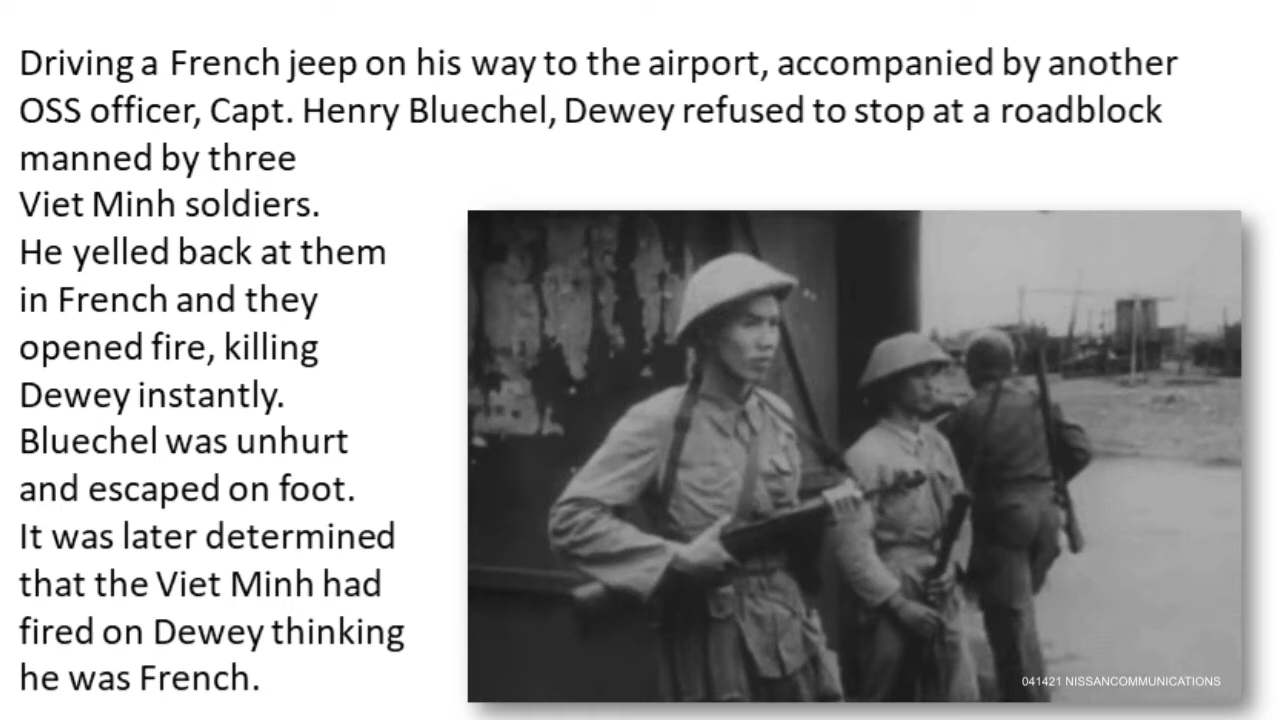 Driving a French jeep on his way to the airport, accompanied by another
OSS officer, Capt. Henry Bluechel, Dewey refused to stop at a roadblock
manned by three
Viet Minh soldiers.
He yelled back at them
in French and they
opened fire, killing
Dewey instantly.
Bluechel was unhurt
and escaped on foot.
It was later determined
that the Viet Minh had
fired on Dewey thinking
he was French.
041421 NISSANCOMMUNICATIONS